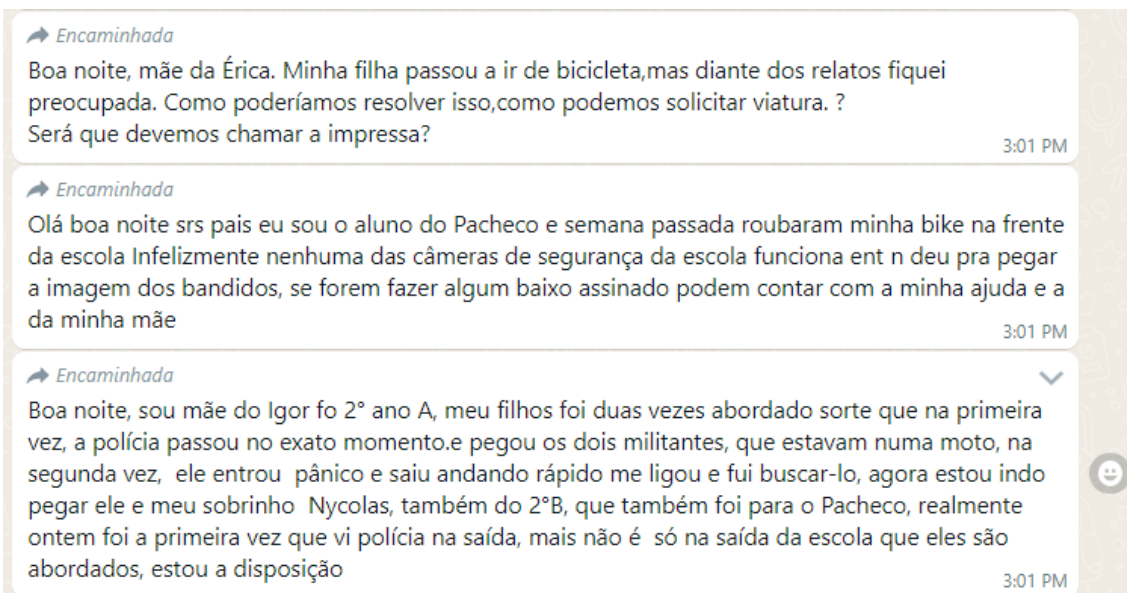 Encaminhada
Boa noite, mãe da Érica. Minha filha passou a ir de bicicleta,mas diante dos relatos fiquei
preocupada. Como poderíamos resolver isso,como podemos solicitar viatura. ?
Será que devemos chamar a impressa?
3:01 PM
Encaminhada
Olá boa noite srs pais eu sou o aluno do Pacheco e semana passada roubaram minha bike na frente
da escola Infelizmente nenhuma das câmeras de segurança da escola funciona ent n deu pra pegar
a imagem dos bandidos, se forem fazer algum baixo assinado podem contar com a minha ajuda e a
da minha mãe
3:01 PM
Encaminhada
Boa noite, sou mãe do Igor fo 2° ano A, meu filhos foi duas vezes abordado sorte que na primeira
vez, a polícia passou no exato momento.e pegou os dois militantes, que estavam numa moto, na
segunda vez,  ele entrou  pânico e saiu andando rápido me ligou e fui buscar-lo, agora estou indo
pegar ele e meu sobrinho  Nycolas, também do 2°B, que também foi para o Pacheco, realmente
ontem foi a primeira vez que vi polícia na saída, mais não é  só na saída da escola que eles são
abordados, estou a disposição
3:01 PM